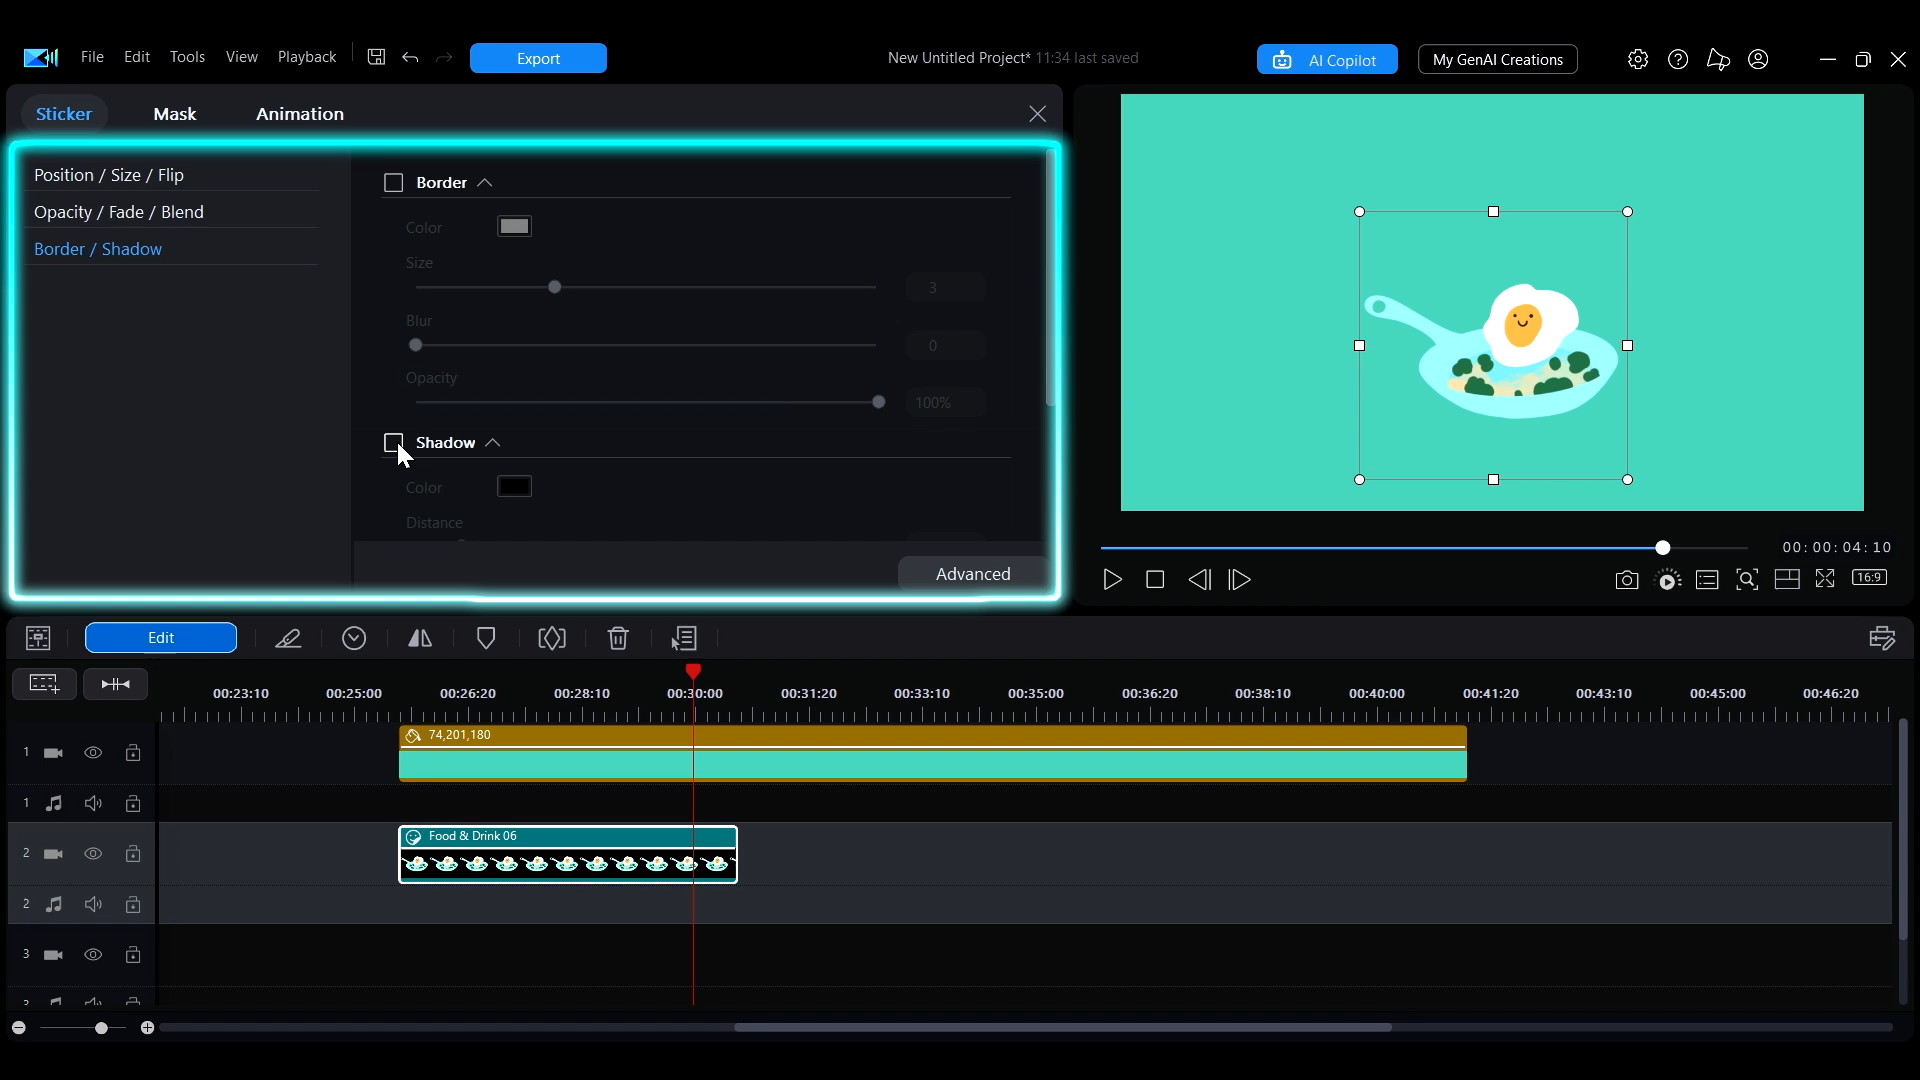 File Edit Tools View Playback Export New Untitled Project* 11:34 last saved AI Copilot My GenAI Creations
Sticker Mask Animation
Position / Size / Flip
Opacity / Fade / Blend
Border / Shadow
Border
Color
Size
3
Blur
0
Opacity
100%
Shadow
Color
Distance
Advanced
00:00:04:10
16:9
Edit
00:23:10 00:25:00 00:26:20 00:28:10 00:30:00 00:31:20 00:33:10 00:35:00 00:36:20 00:38:10 00:40:00 00:41:20 00:43:10 00:45:00 00:46:20
1 74,201,180
1
2 Food & Drink 06
2
3
3